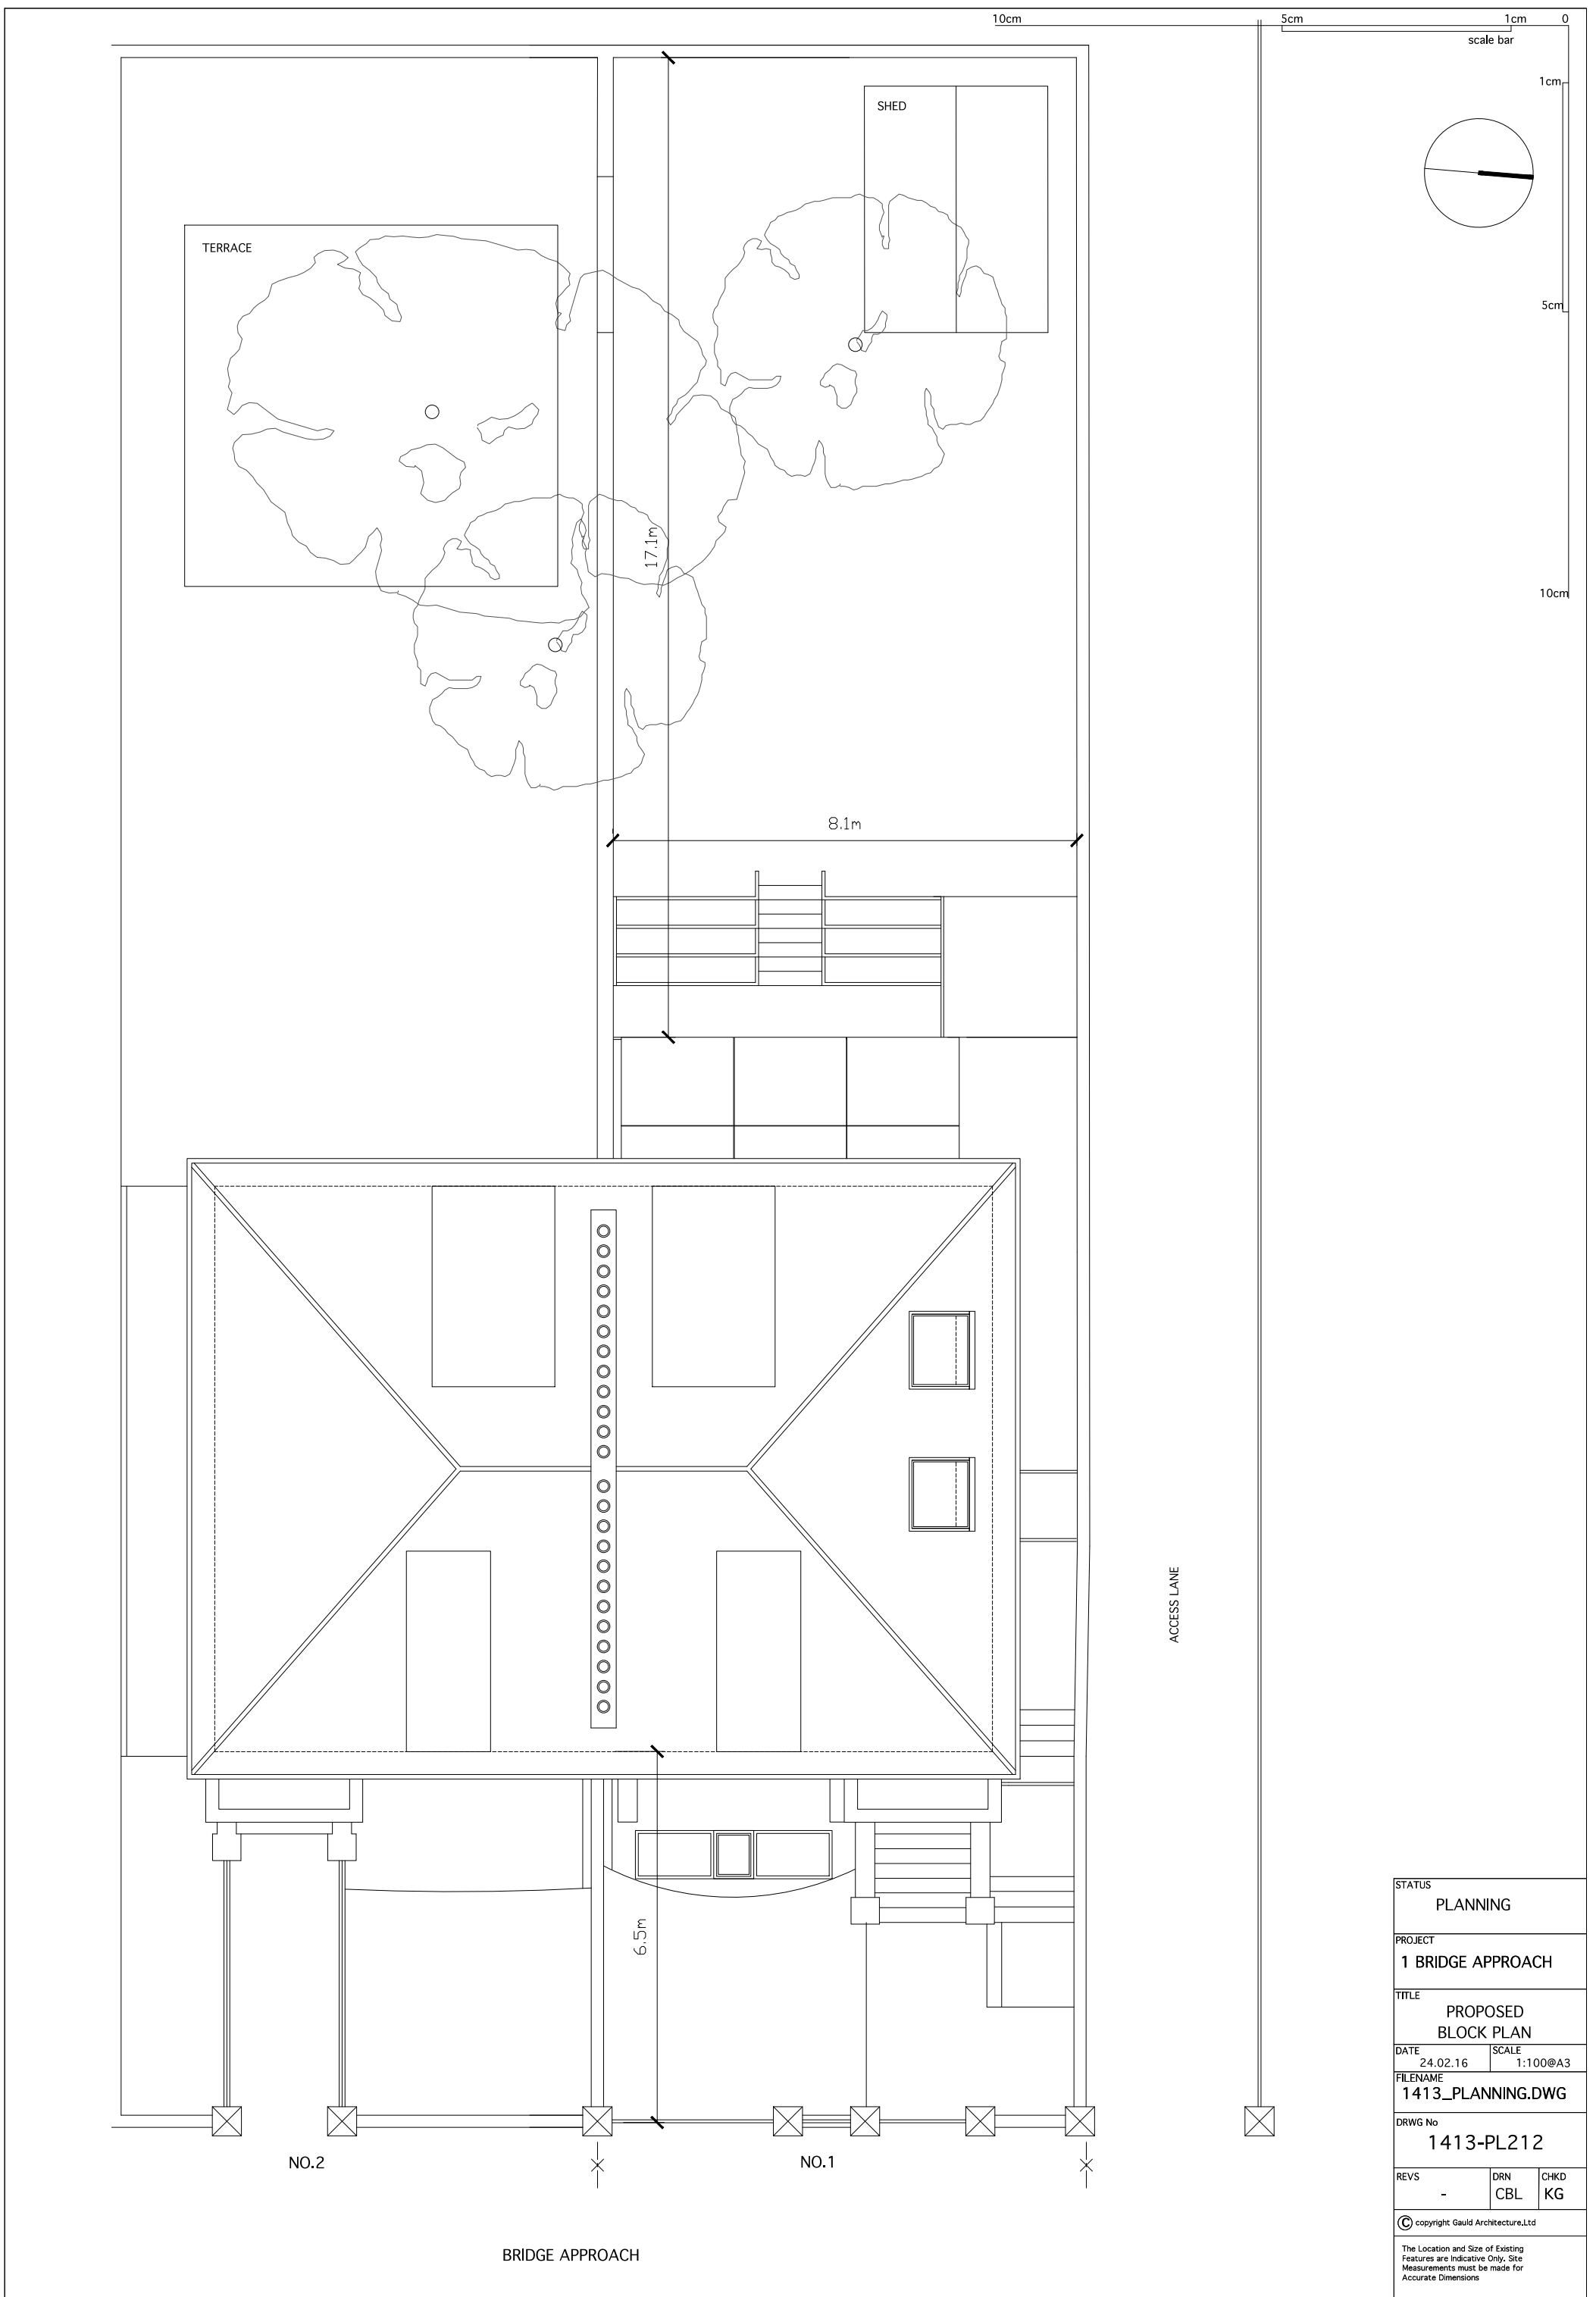 10cm 5cm 1cm 0
scale bar
1cm
SHED
TERRACE
5cm
17.1m
10cm
8.1m
ACCESS LANE
6.5m
NO.2
NO.1
BRIDGE APPROACH
STATUS
PLANNING
PROJECT
1 BRIDGE APPROACH
TITLE
PROPOSED
BLOCK PLAN
DATE SCALE
24.02.16 1:100@A3
FILENAME
1413_PLANNING.DWG
DRWG No
1413-PL212
REVS DRN CHKD
- CBL KG
© copyright Gauld Architecture.Ltd
The Location and Size of Existing
Features are Indicative Only. Site
Measurements must be made for
Accurate Dimensions